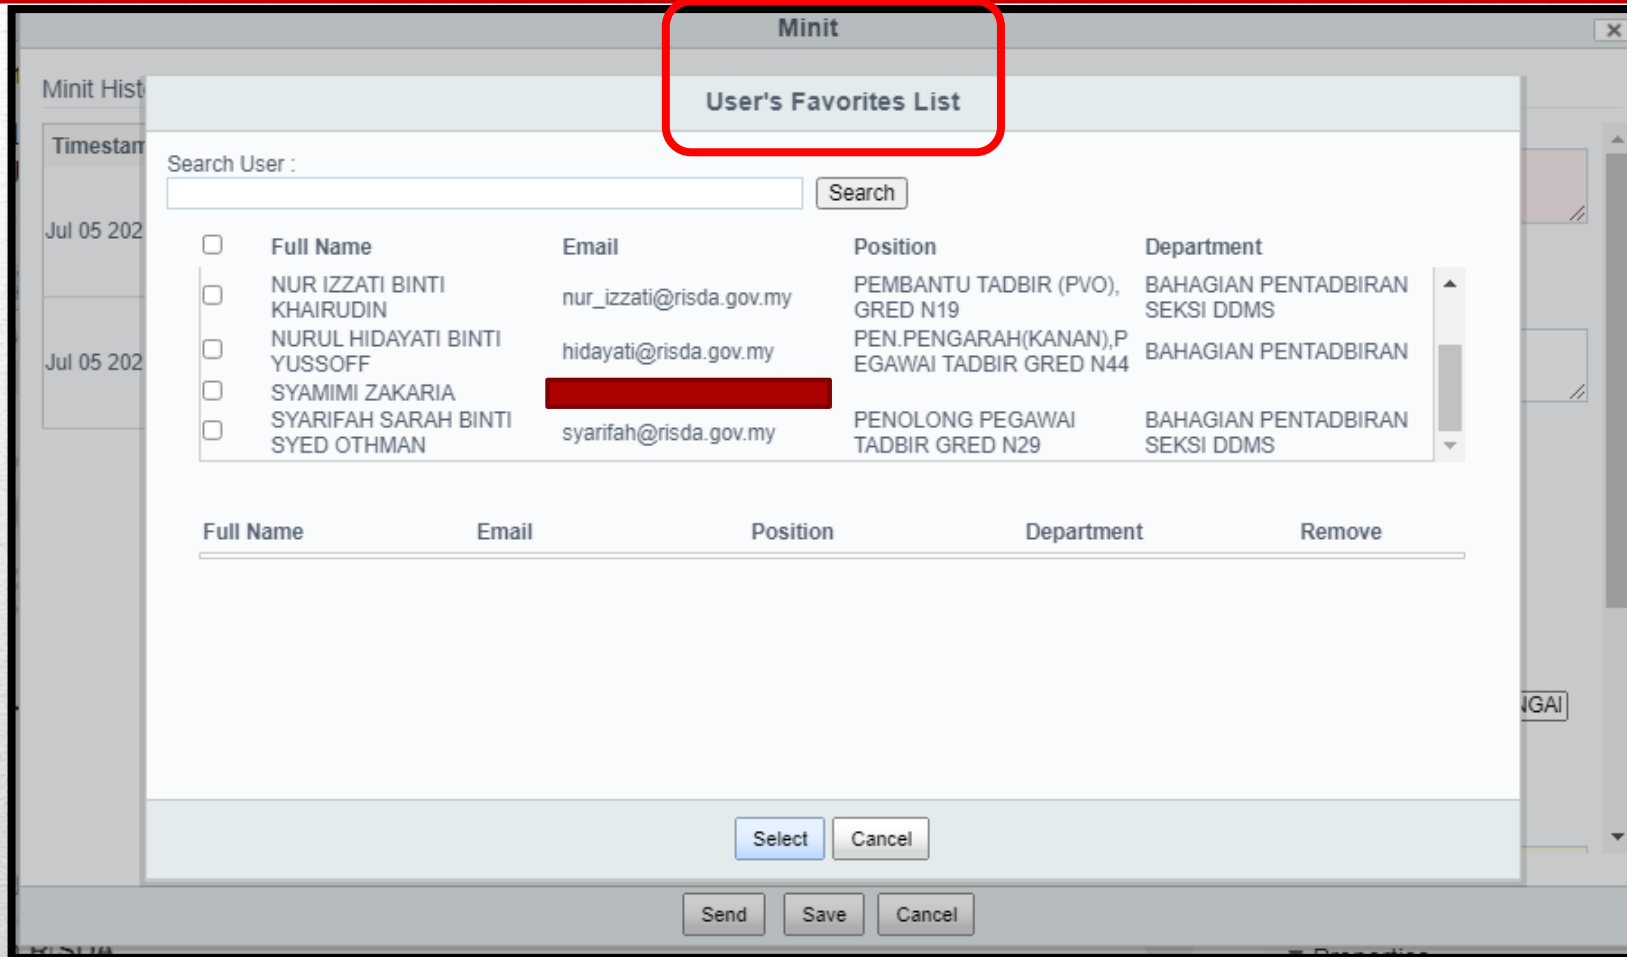 Minit
Minit Hist
User's Favorites List
Timestam
Search User :
Search
Jul 05 202
Full Name Email Position Department
NUR IZZATI BINTI KHAIRUDIN nur_izzati@risda.gov.my PEMBANTU TADBIR (PVO), GRED N19 BAHAGIAN PENTADBIRAN SEKSI DDMS
NURUL HIDAYATI BINTI YUSSOFF hidayati@risda.gov.my PEN.PENGARAH(KANAN),P EGAWAI TADBIR GRED N44 BAHAGIAN PENTADBIRAN
Jul 05 202
SYAMIMI ZAKARIA
SYARIFAH SARAH BINTI SYED OTHMAN syarifah@risda.gov.my PENOLONG PEGAWAI TADBIR GRED N29 BAHAGIAN PENTADBIRAN SEKSI DDMS
Full Name Email Position Department Remove
NGAI
Select Cancel
Send Save Cancel
RISDA Properties